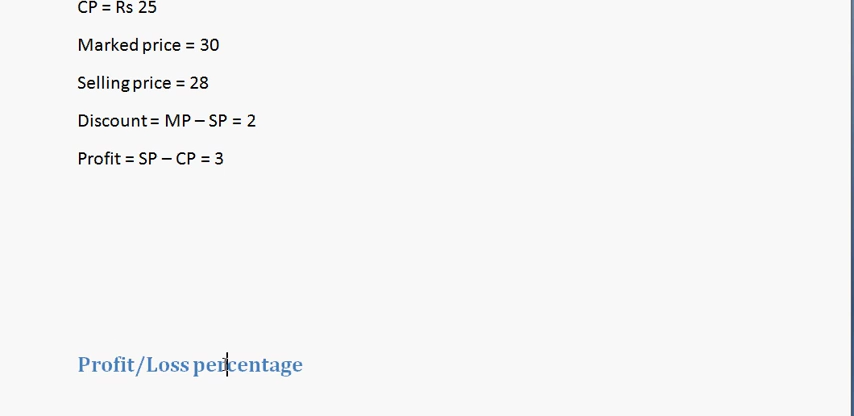 CP = Rs 25
Marked price = 30
Selling price = 28
Discount = MP – SP = 2
Profit = SP – CP = 3
Profit/Loss percentage